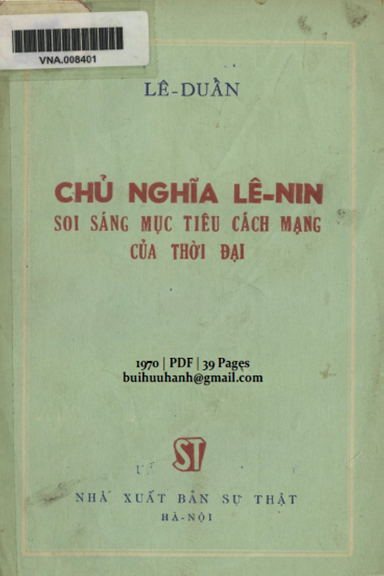 VNA.008401
LÊ-DUẨN
CHỦ NGHĨA LÊ-NIN
SOI SÁNG MỤC TIÊU CÁCH MẠNG
CỦA THỜI ĐẠI
1970 | PDF | 39 Pages
buihuuhanh@gmail.com
ST
NHÀ XUẤT BẢN SỰ THẬT
HÀ-NỘI